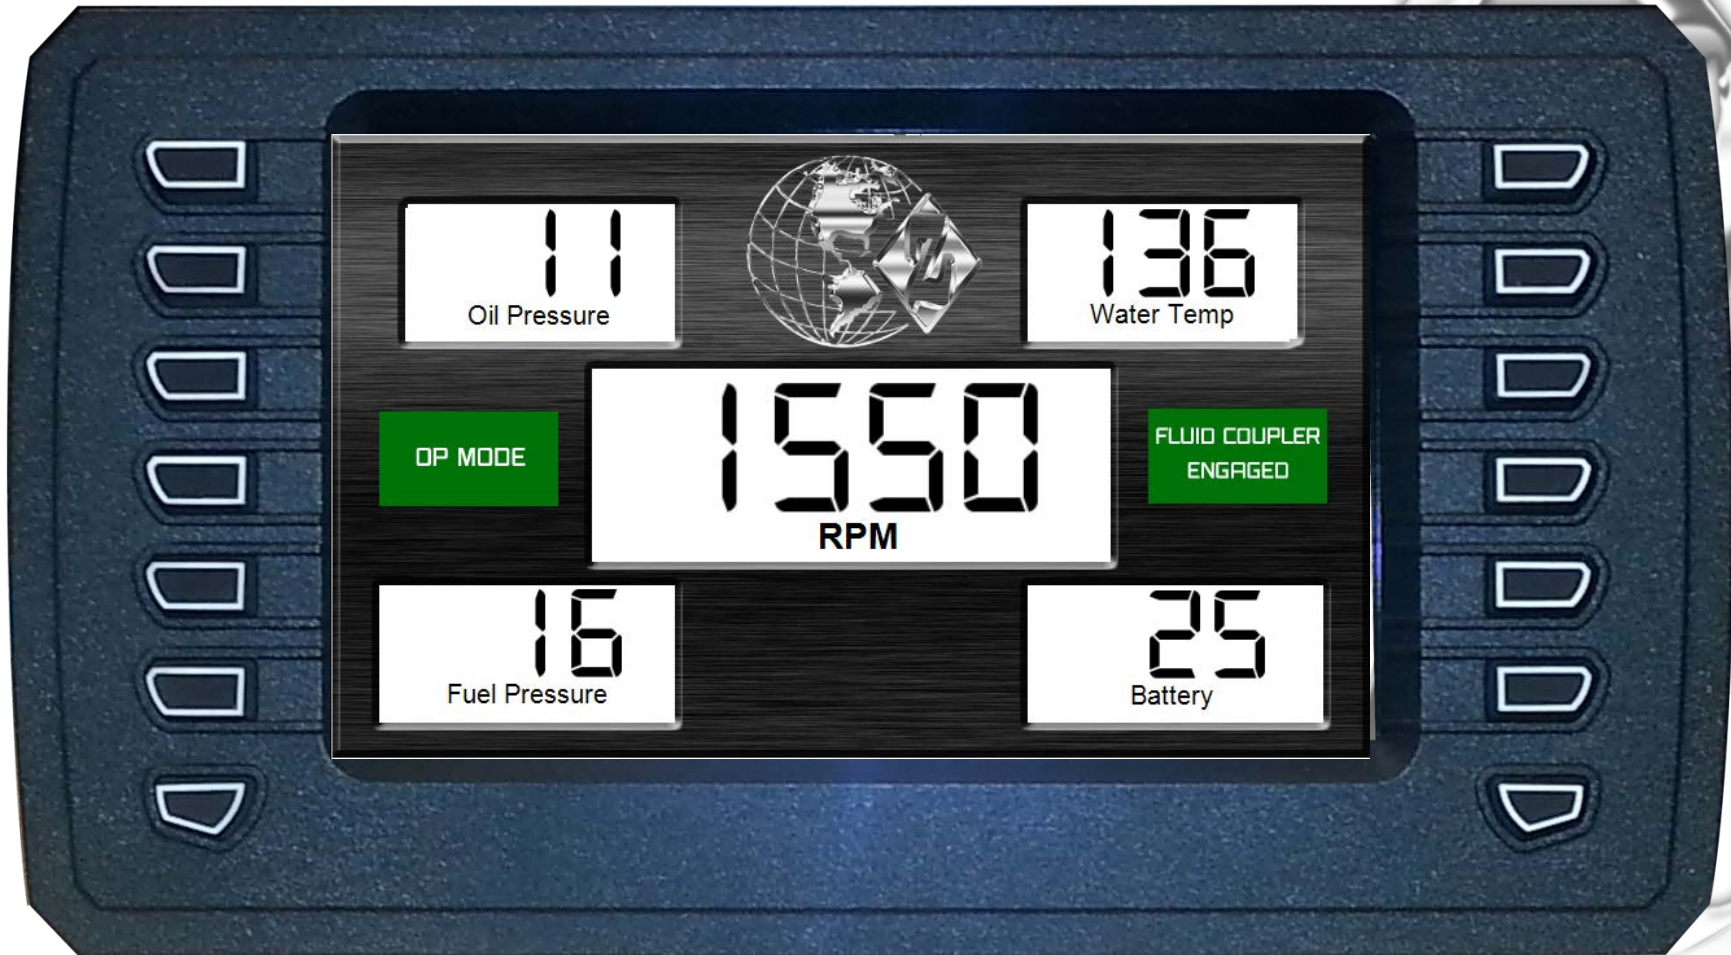 11
Oil Pressure
136
Water Temp
OP MODE
1550
RPM
FLUID COUPLER
ENGAGED
16
Fuel Pressure
25
Battery